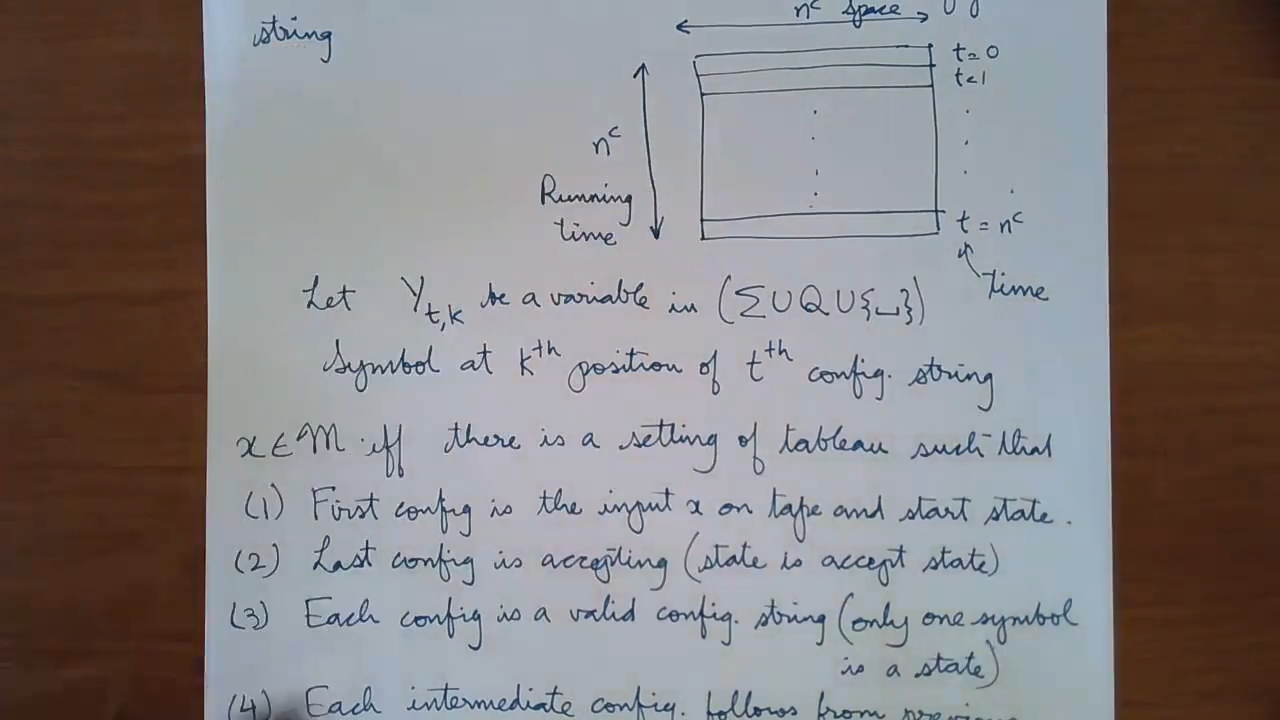 string
n^c space
t=0
t=1
n^c
Running
time
t = n^c
time
Let Y_{t,k} be a variable in (Σ∪Q∪{⎵})
Symbol at k^th position of t^th config. string
x∈M iff there is a setting of tableau such that
(1) First config is the input x on tape and start state.
(2) Last config is accepting (state is accept state)
(3) Each config is a valid config. string (only one symbol
is a state)
(4) Each intermediate config. follows from previous